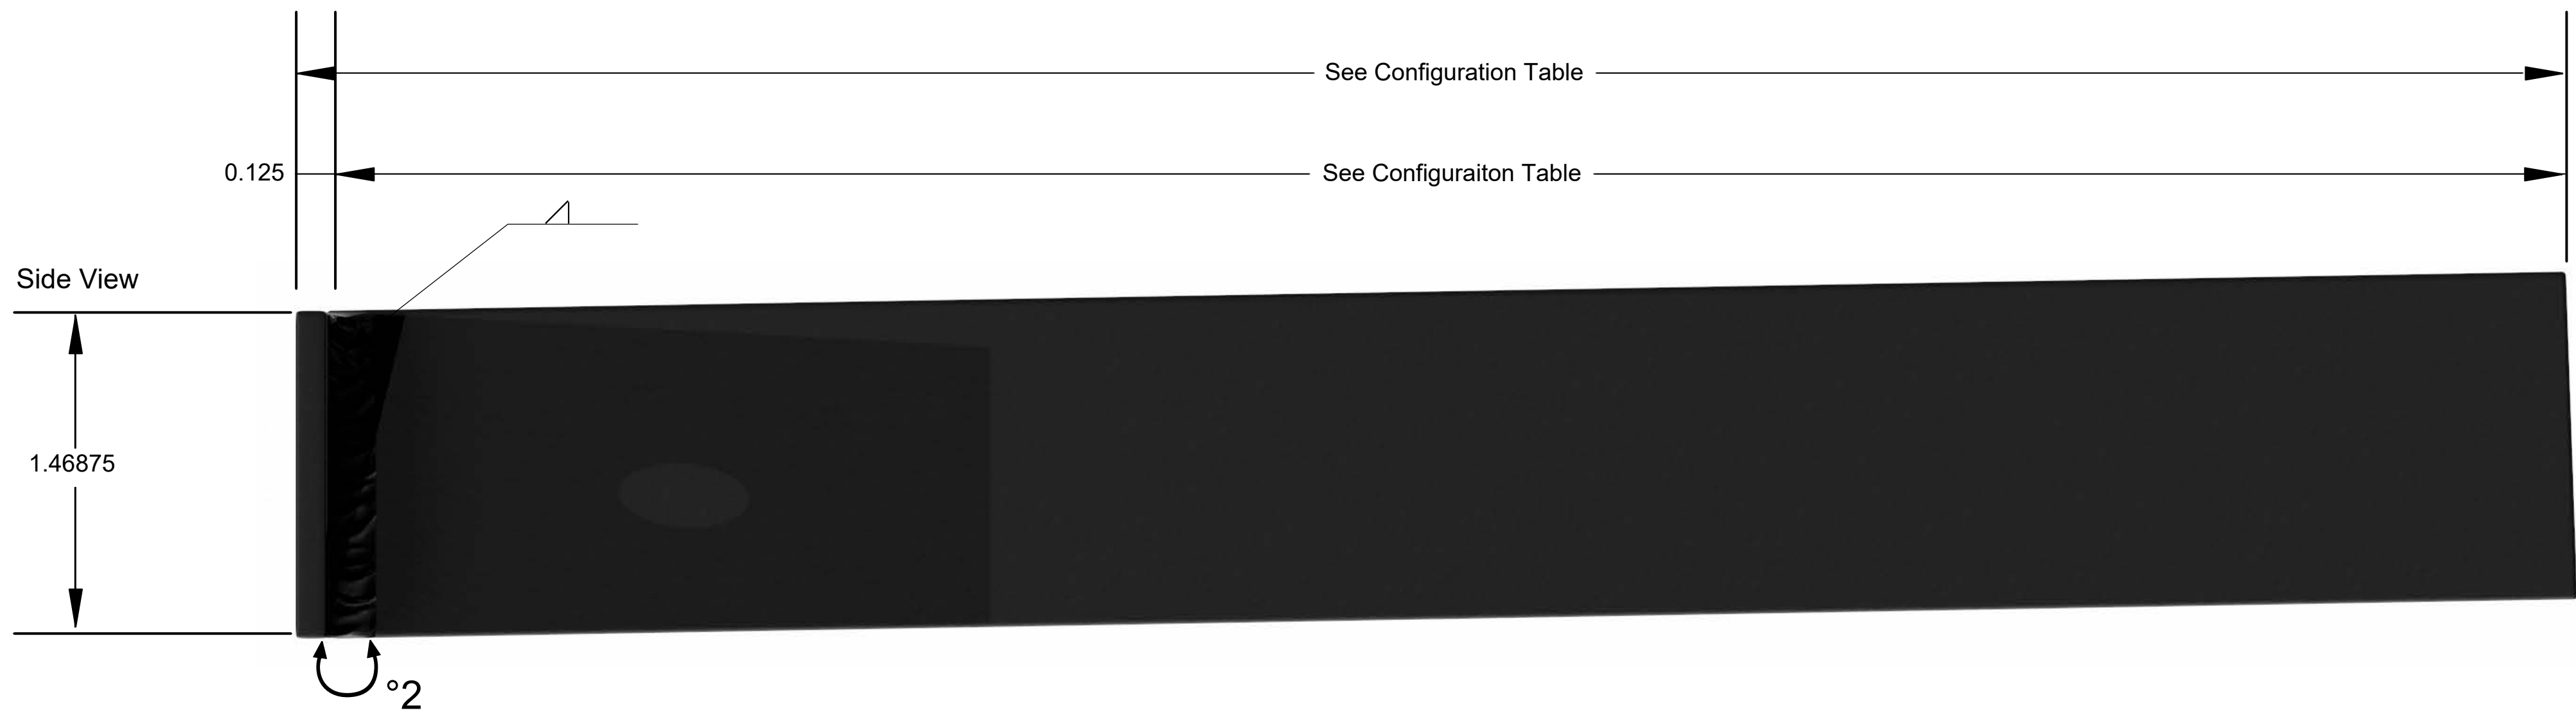 See Configuration Table
0.125
See Configuraiton Table
Side View
1.46875
°2